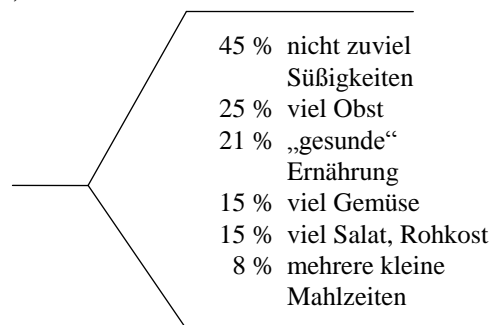 45 % nicht zuviel
Süßigkeiten
25 % viel Obst
21 % „gesunde“
Ernährung
15 % viel Gemüse
15 % viel Salat, Rohkost
8 % mehrere kleine
Mahlzeiten